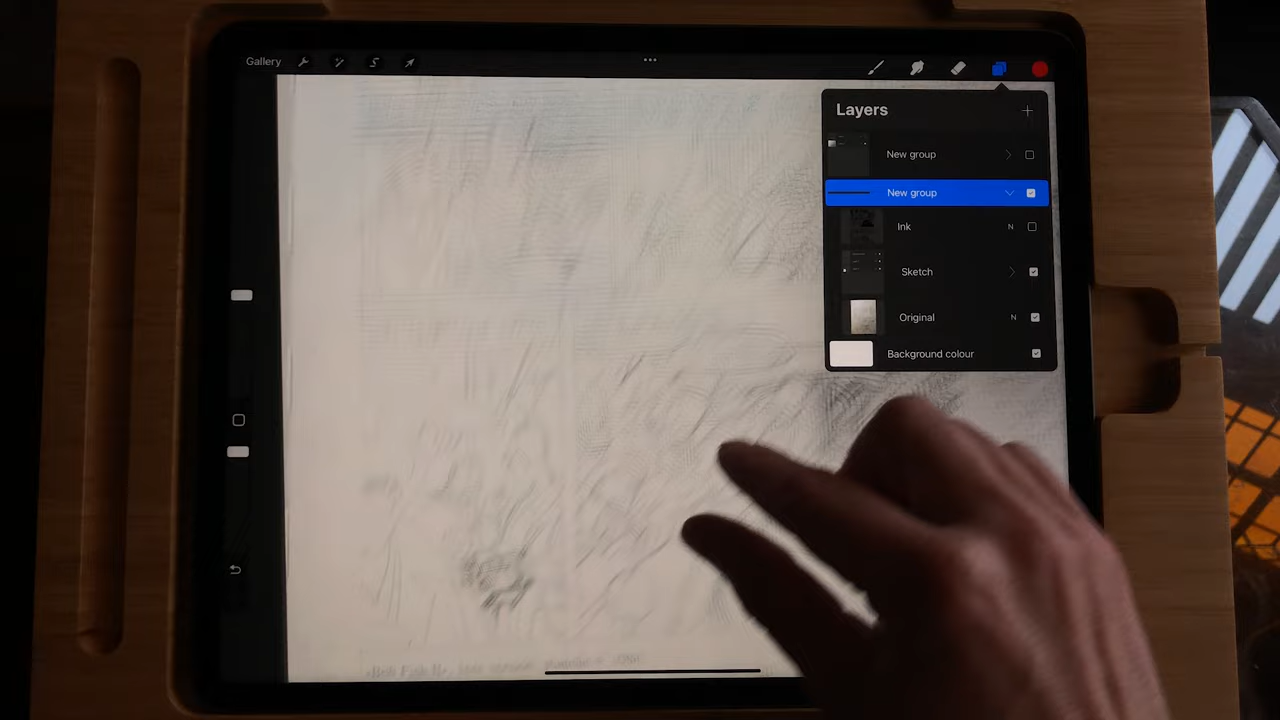 Gallery
Layers
New group
New group
Ink N
Sketch
Original N
Background colour